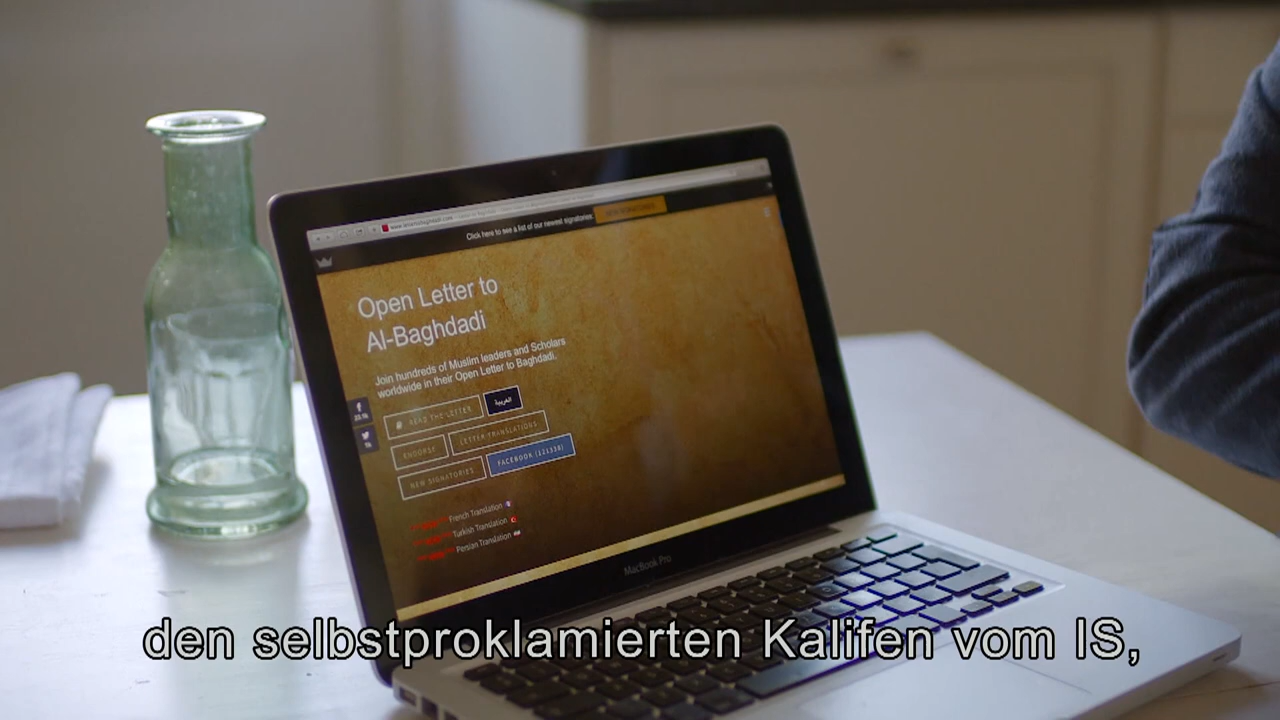 Click here to see a list of our newest signatories.
Open Letter to
Al-Baghdadi
Join hundreds of Muslim leaders and Scholars
worldwide in their Open Letter to Baghdadi.
READ THE LETTER
العربية
ENDORSE
LETTER TRANSLATIONS
NEW SIGNATORIES
FACEBOOK (121338)
French Translation
Turkish Translation
Persian Translation
MacBook Pro
den selbstproklamierten Kalifen vom IS,